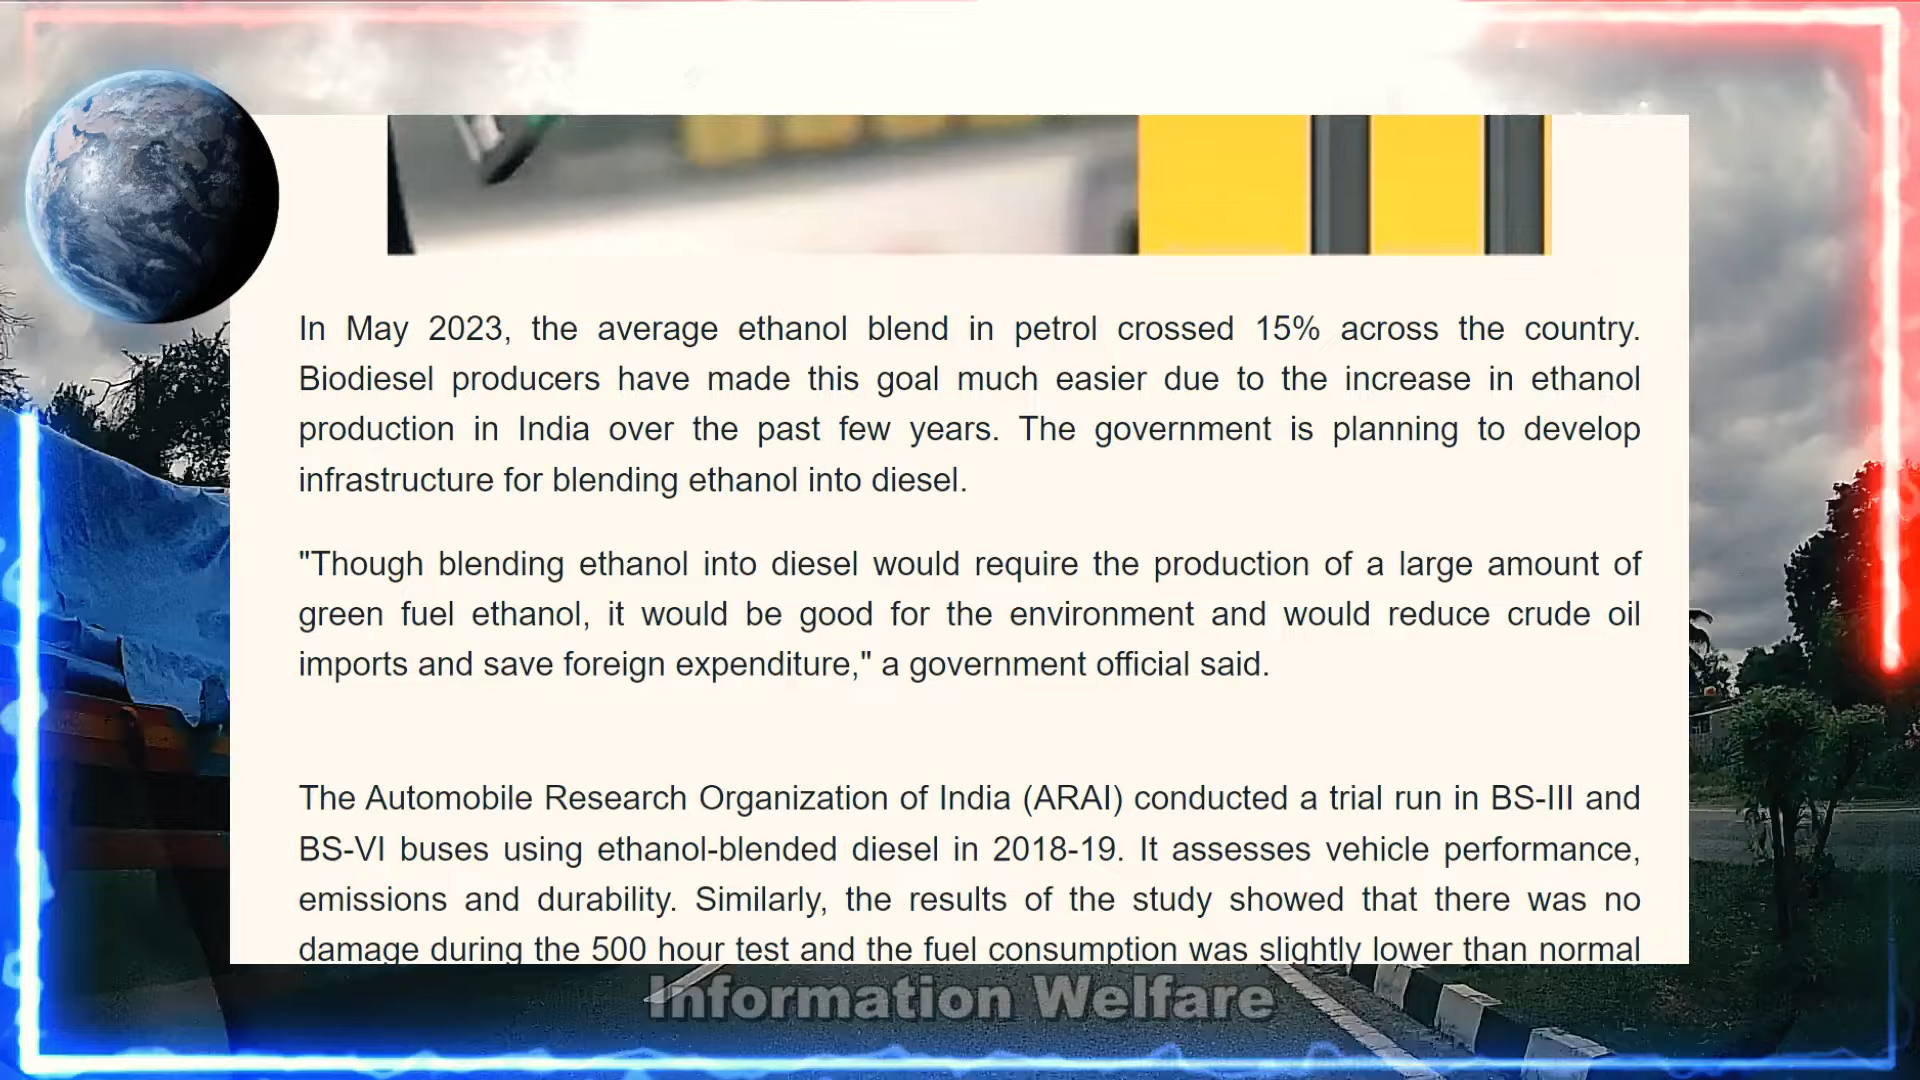 In May 2023, the average ethanol blend in petrol crossed 15% across the country.
Biodiesel producers have made this goal much easier due to the increase in ethanol
production in India over the past few years. The government is planning to develop
infrastructure for blending ethanol into diesel.
"Though blending ethanol into diesel would require the production of a large amount of
green fuel ethanol, it would be good for the environment and would reduce crude oil
imports and save foreign expenditure," a government official said.
The Automobile Research Organization of India (ARAI) conducted a trial run in BS-III and
BS-VI buses using ethanol-blended diesel in 2018-19. It assesses vehicle performance,
emissions and durability. Similarly, the results of the study showed that there was no
damage during the 500 hour test and the fuel consumption was slightly lower than normal
Information Welfare